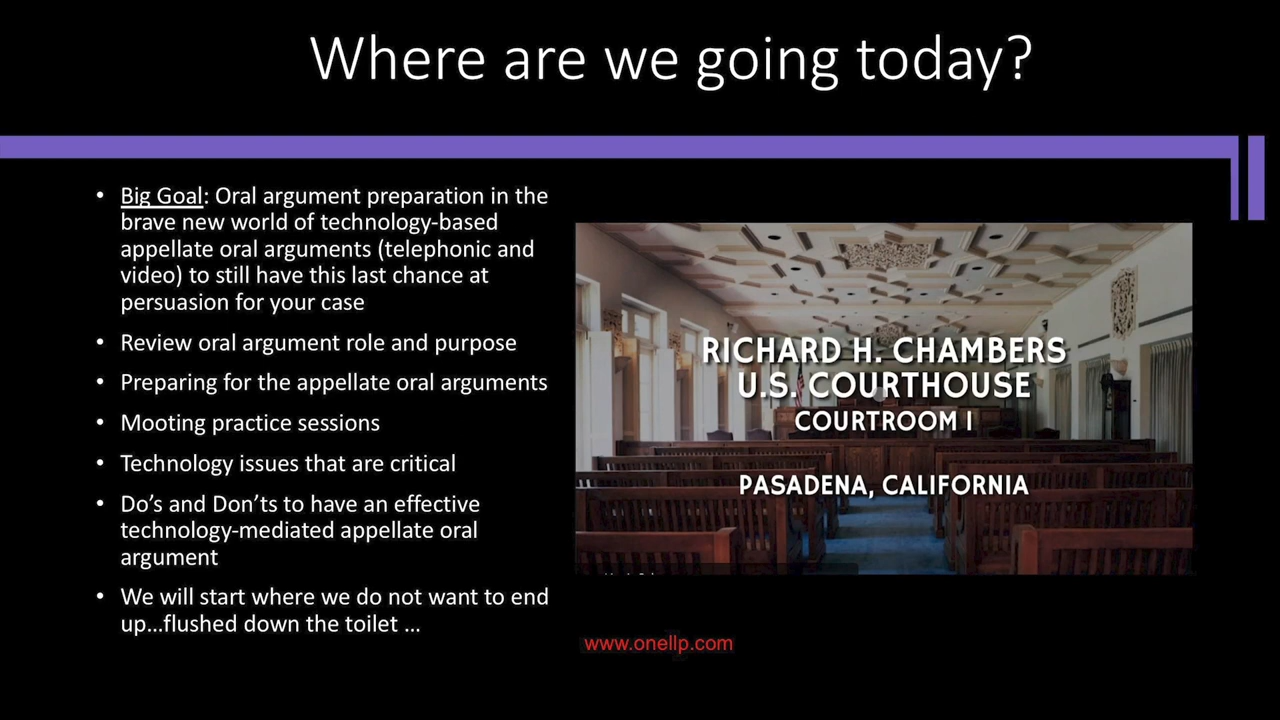 Where are we going today?
• Big Goal: Oral argument preparation in the
brave new world of technology-based
appellate oral arguments (telephonic and
video) to still have this last chance at
persuasion for your case
• Review oral argument role and purpose
• Preparing for the appellate oral arguments
• Mooting practice sessions
• Technology issues that are critical
• Do’s and Don’ts to have an effective
technology-mediated appellate oral
argument
• We will start where we do not want to end
up…flushed down the toilet …
RICHARD H. CHAMBERS
U.S. COURTHOUSE
COURTROOM I
PASADENA, CALIFORNIA
www.onellp.com